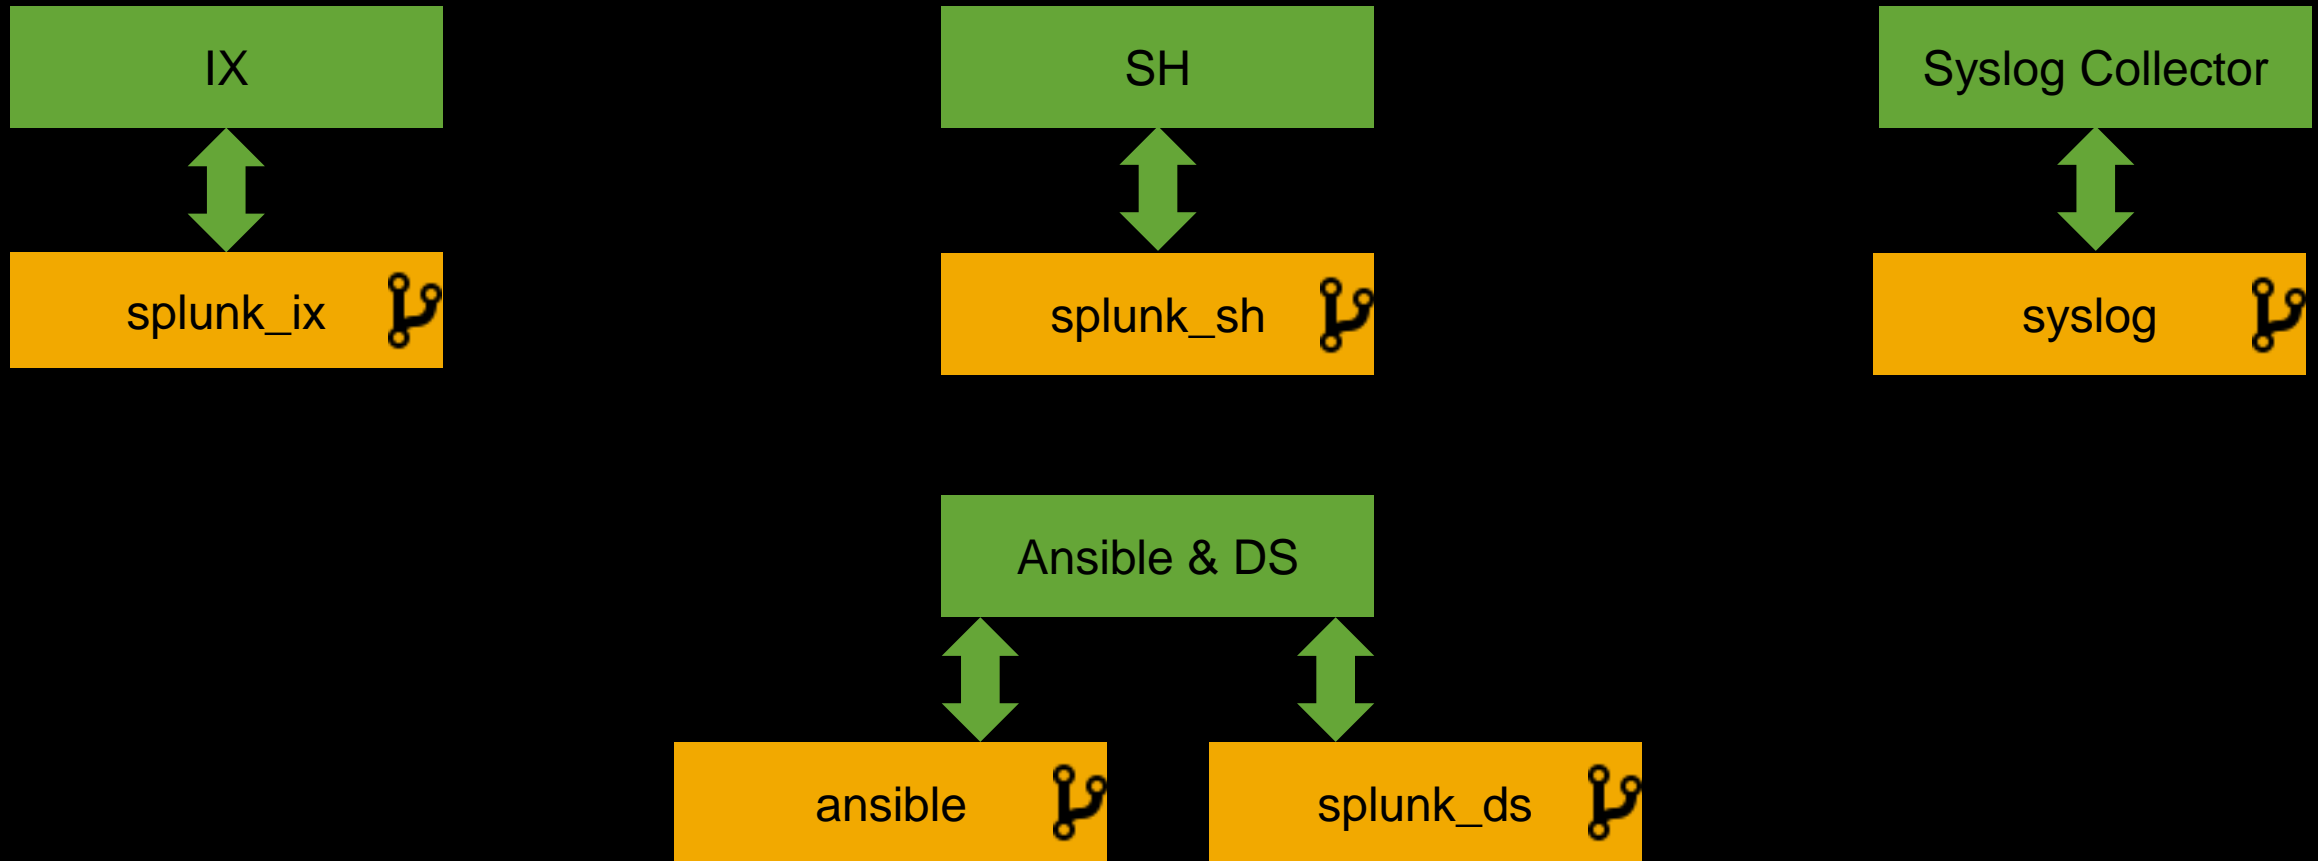 IX
SH
Syslog Collector
splunk_ix
splunk_sh
syslog
Ansible & DS
ansible
splunk_ds